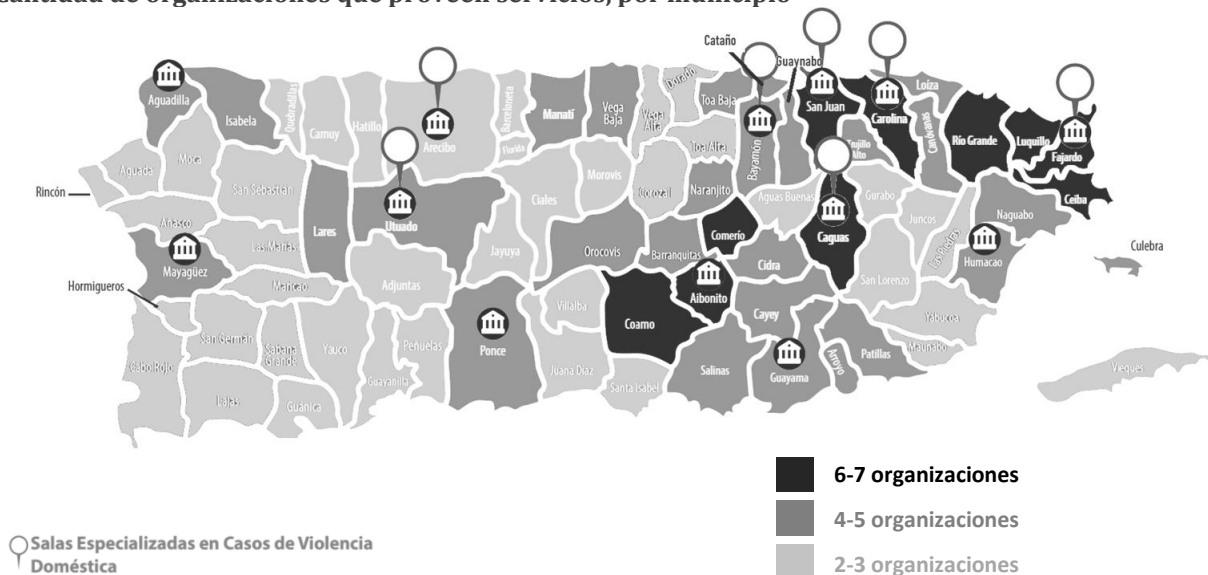 cantidad de organizaciones que proveen servicios, por municipio
Cataño
Guaynabo
Dorado
Aguadilla
Isabela
Quebradillas
Camuy
Hatillo
Arecibo
Barceloneta
Florida
Manatí
Vega Baja
Vega Alta
Toa Baja
Toa Alta
Bayamón
San Juan
Trujillo Alto
Carolina
Loíza
Canóvanas
Río Grande
Luquillo
Fajardo
Ceiba
Rincón
Aguada
Moca
San Sebastián
Lares
Utuado
Ciales
Morovis
Corozal
Naranjito
Aguas Buenas
Caguas
Gurabo
Juncos
Las Piedras
Naguabo
Humacao
Culebra
Añasco
Mayagüez
Las Marías
Maricao
Adjuntas
Jayuya
Orocovis
Barranquitas
Comerío
Cidra
Aibonito
San Lorenzo
Hormigueros
San Germán
Sabana Grande
Yauco
Guayanilla
Peñuelas
Ponce
Villalba
Juana Díaz
Coamo
Santa Isabel
Salinas
Cayey
Guayama
Arroyo
Patillas
Yabucoa
Maunabo
Vieques
Cabo Rojo
Lajas
Guánica
6-7 organizaciones
4-5 organizaciones
2-3 organizaciones
Salas Especializadas en Casos de Violencia
Doméstica